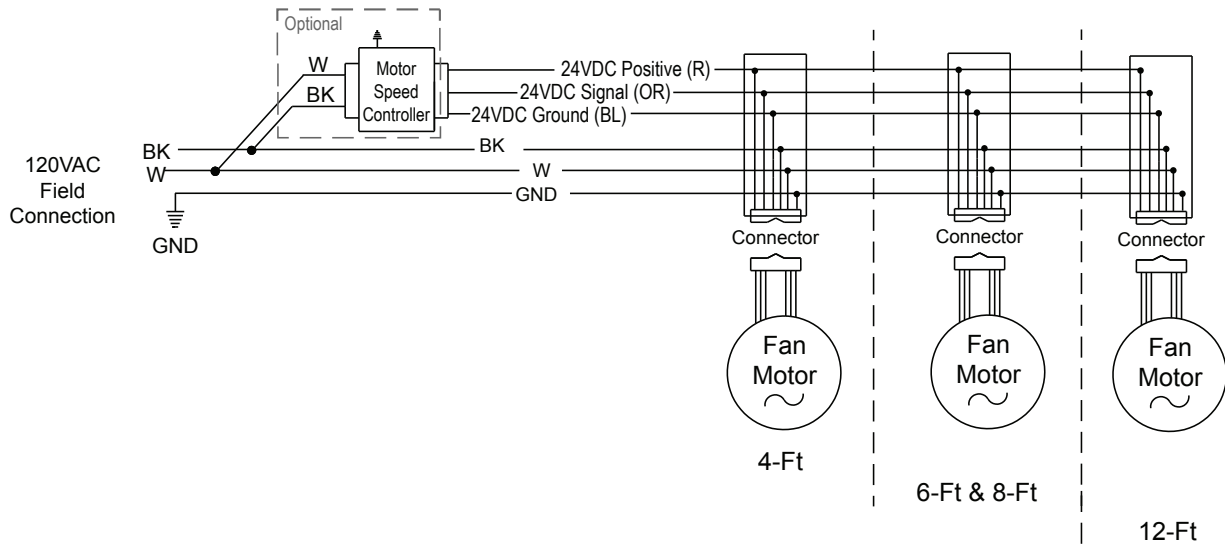 Optional
W
BK
Motor
Speed
Controller
24VDC Positive (R)
24VDC Signal (OR)
24VDC Ground (BL)
120VAC
Field
Connection
BK
W
GND
BK
W
GND
Connector
Connector
Connector
Fan
Motor
Fan
Motor
Fan
Motor
4-Ft
6-Ft & 8-Ft
12-Ft